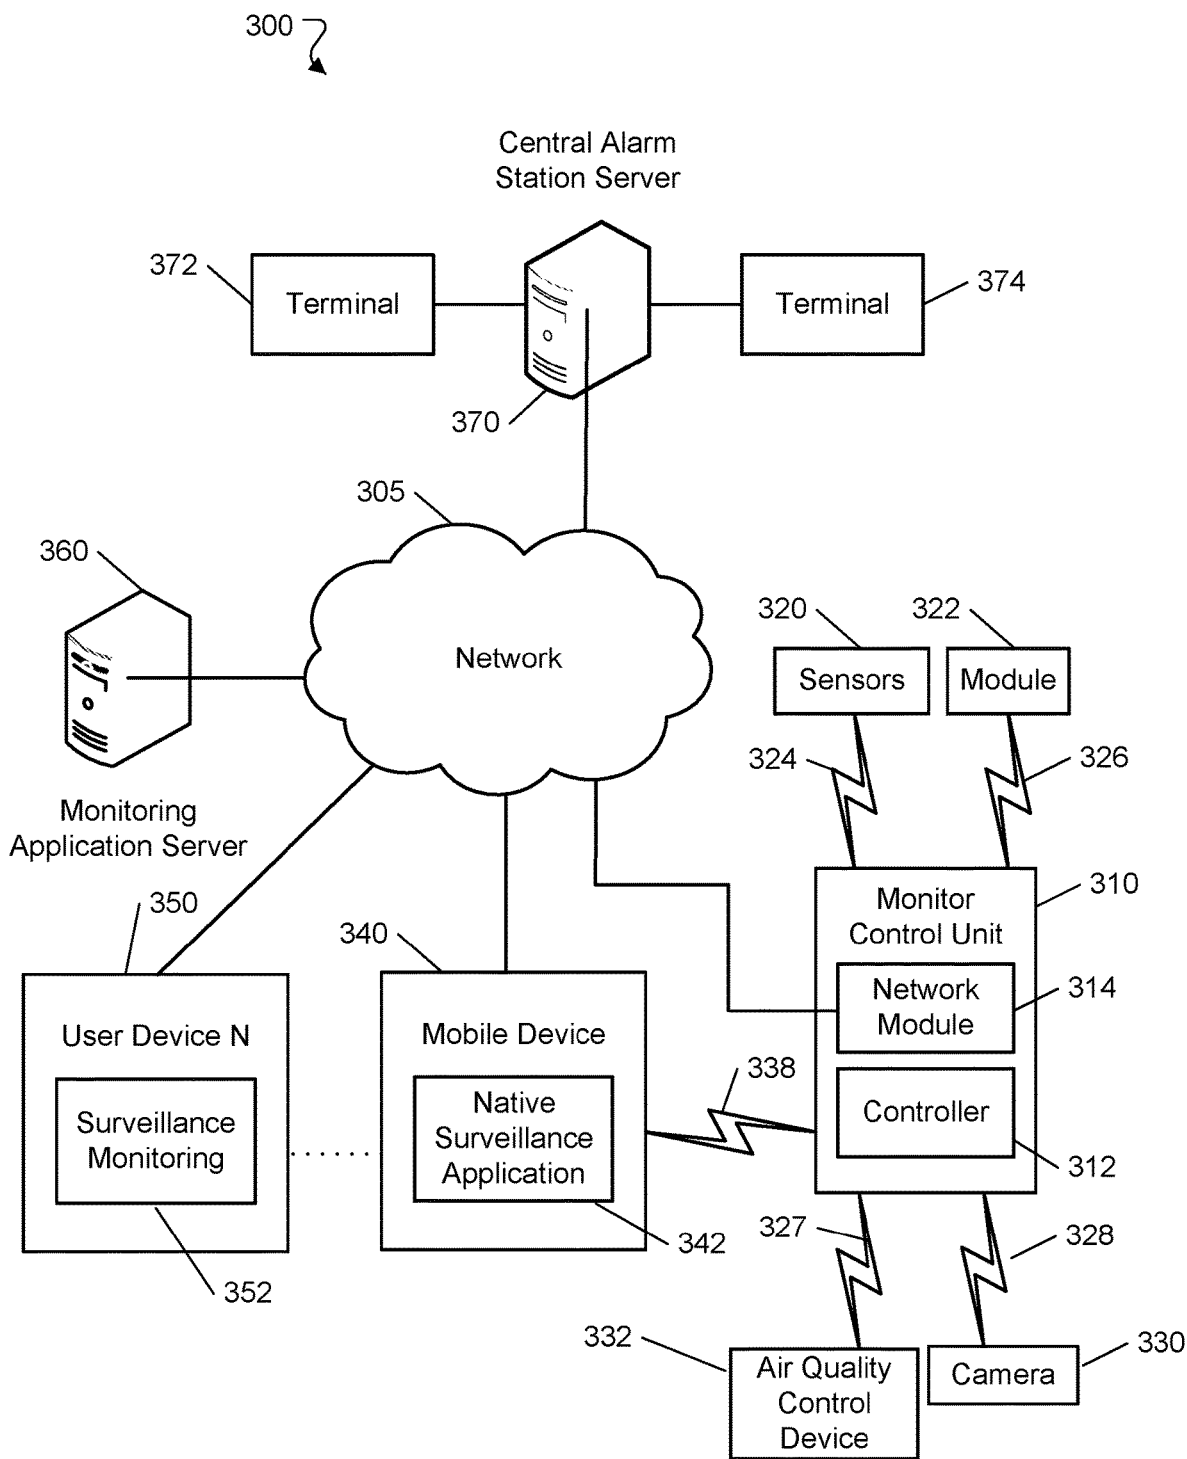 300
Central Alarm
Station Server
372
Terminal
Terminal
374
370
305
360
Network
320
322
Sensors
Module
324
326
Monitoring
Application Server
350
340
Monitor
Control Unit
310
Network
Module
314
User Device N
Mobile Device
338
Surveillance
Monitoring
Native
Surveillance
Application
Controller
312
352
342
327
328
332
330
Air Quality
Control
Device
Camera